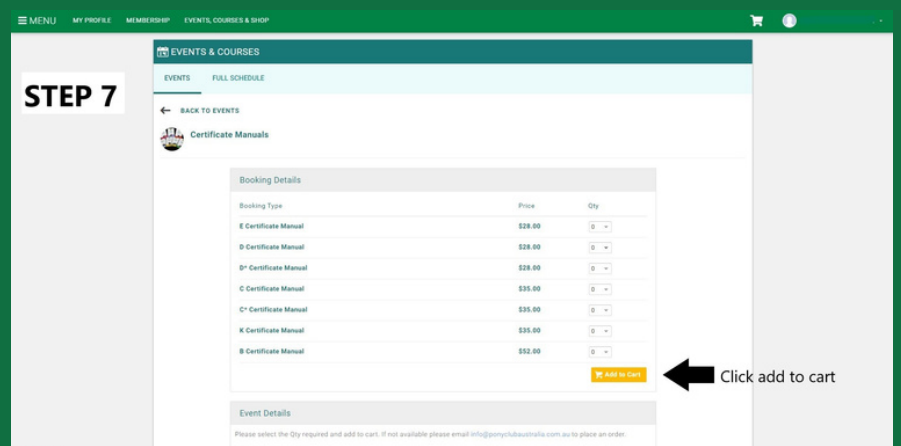 MENU MY PROFILE MEMBERSHIP EVENTS, COURSES & SHOP
EVENTS & COURSES
STEP 7
EVENTS FULL SCHEDULE
BACK TO EVENTS
Certificate Manuals
Booking Details
Booking Type Price Qty
E Certificate Manual $28.00 0
D Certificate Manual $28.00 0
D* Certificate Manual $28.00 0
C Certificate Manual $35.00 0
C* Certificate Manual $35.00 0
K Certificate Manual $35.00 0
B Certificate Manual $52.00 0
Add to Cart
Click add to cart
Event Details
Please select the Qty required and add to cart. If not available please email info@ponyclubaustralia.com.au to place an order.